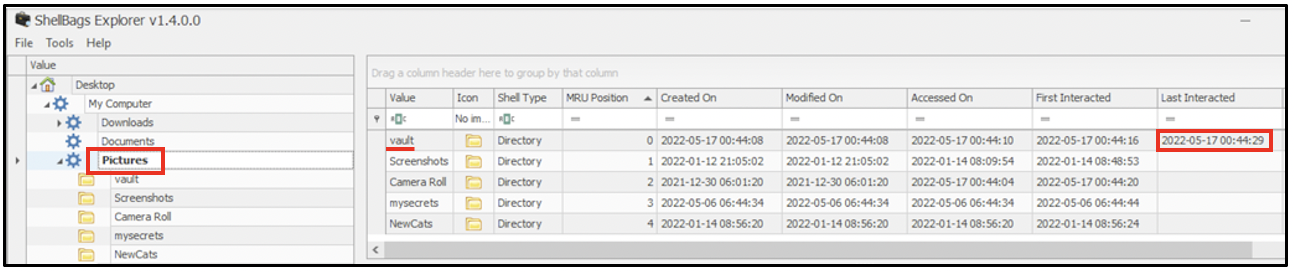 ShellBags Explorer v1.4.0.0
File Tools Help
Value
Desktop
My Computer
Downloads
Documents
Pictures
vault
Screenshots
Camera Roll
mysecrets
NewCats
Drag a column header here to group by that column
Value Icon Shell Type MRU Position Created On Modified On Accessed On First Interacted Last Interacted
No im...
vault Directory 0 2022-05-17 00:44:08 2022-05-17 00:44:08 2022-05-17 00:44:10 2022-05-17 00:44:16 2022-05-17 00:44:29
Screenshots Directory 1 2022-01-12 21:05:02 2022-01-12 21:05:02 2022-01-14 08:09:54 2022-01-14 08:48:53
Camera Roll Directory 2 2021-12-30 06:01:20 2021-12-30 06:01:20 2022-05-17 00:44:04 2022-05-17 00:44:20
mysecrets Directory 3 2022-05-06 06:44:34 2022-05-06 06:44:34 2022-05-06 06:44:34 2022-05-06 06:44:44
NewCats Directory 4 2022-01-14 08:56:20 2022-01-14 08:56:20 2022-01-14 08:56:20 2022-01-14 08:56:24